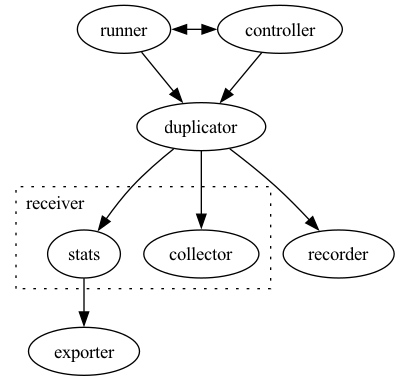 runner
controller
duplicator
receiver
stats
collector
recorder
exporter